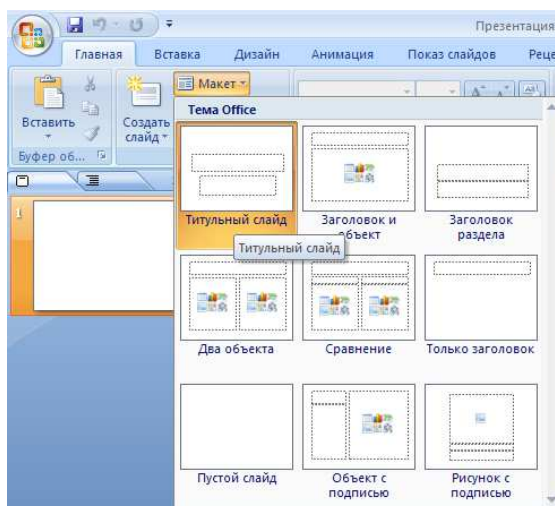 Презентация
Главная Вставка Дизайн Анимация Показ слайдов Реце
Макет
Вставить
Создать слайд
Буфер об...
Тема Office
1
Титульный слайд
Заголовок и объект
Заголовок раздела
Титульный слайд
Два объекта
Сравнение
Только заголовок
Пустой слайд
Объект с подписью
Рисунок с подписью